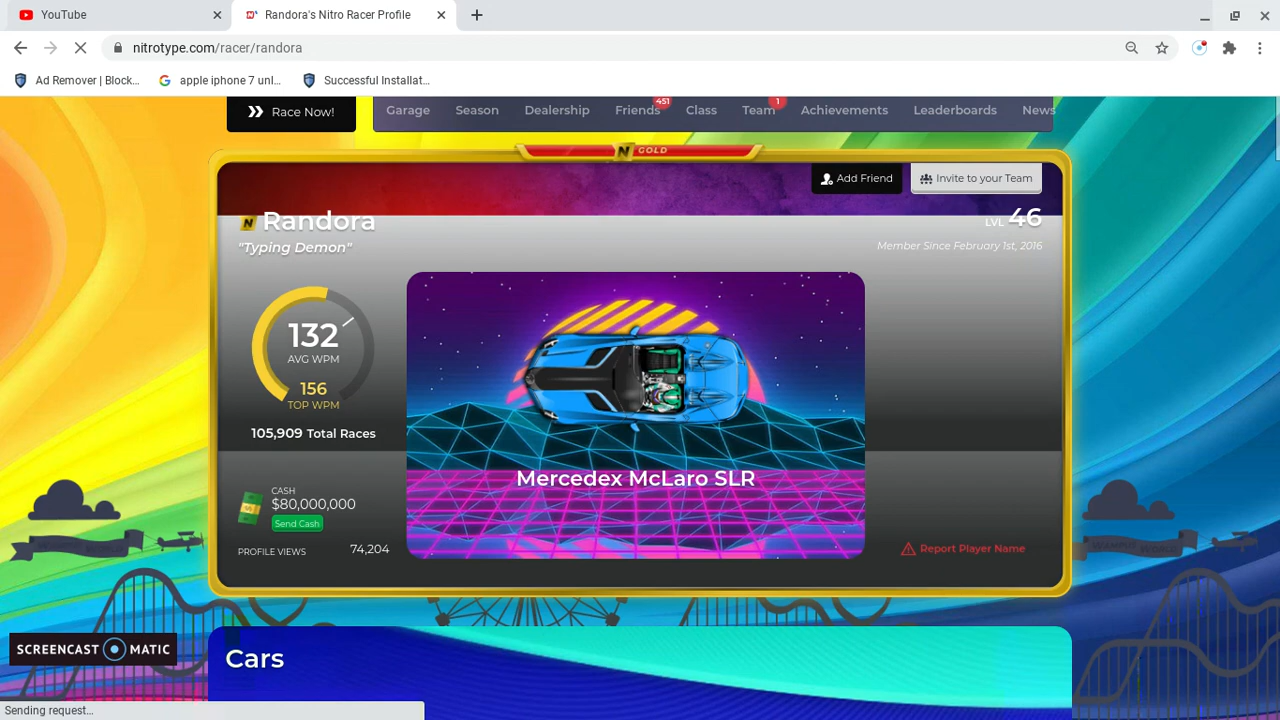 YouTube
Randora's Nitro Racer Profile
nitrotype.com/racer/randora
Ad Remover | Block...
apple iphone 7 unl...
Successful Installat...
Race Now!
Garage
Season
Dealership
Friends
451
Class
Team
1
Achievements
Leaderboards
News
N GOLD
Add Friend
Invite to your Team
N Randora
LVL 46
"Typing Demon"
Member Since February 1st, 2016
132
AVG WPM
156
TOP WPM
105,909 Total Races
Mercedex McLaro SLR
CASH
$80,000,000
Send Cash
PROFILE VIEWS 74,204
Report Player Name
SCREENCAST MATIC
Cars
Sending request...